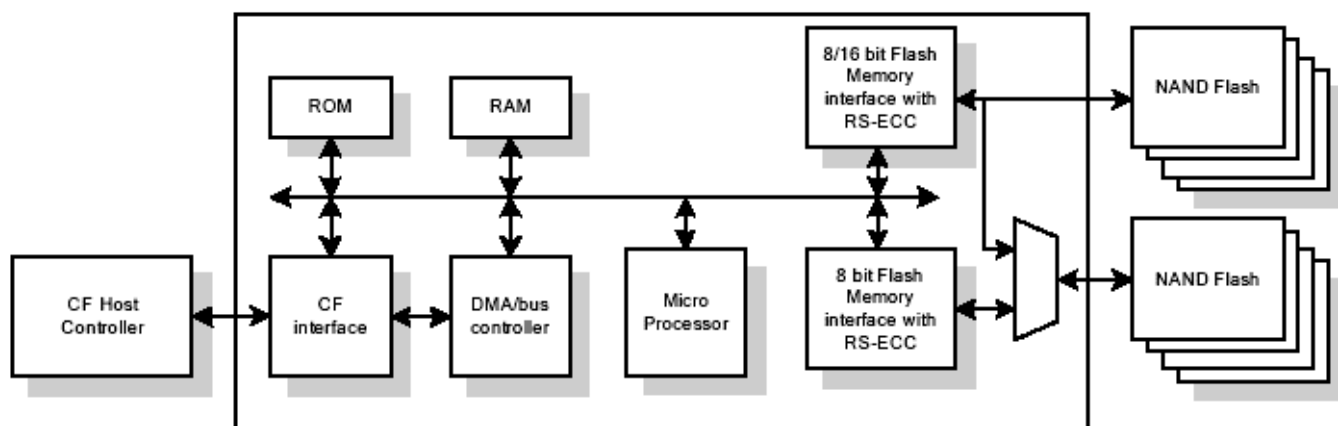 ROM
RAM
8/16 bit Flash
Memory
interface with
RS-ECC
NAND Flash
CF Host
Controller
CF
interface
DMA/bus
controller
Micro
Processor
8 bit Flash
Memory
interface with
RS-ECC
NAND Flash